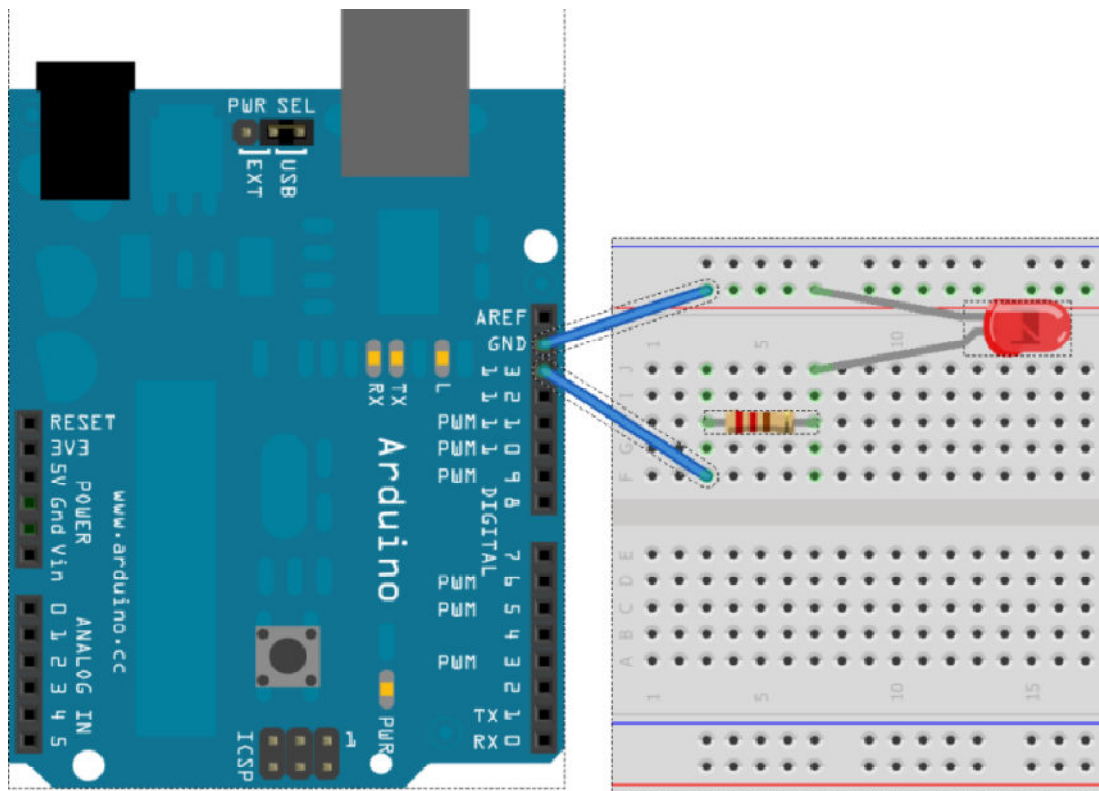 PWR SEL
EXT USB
AREF
GND
13
12
PWM 11
PWM 10
PWM 9
8
7
PWM 6
PWM 5
4
PWM 3
2
TX 1
RX 0
DIGITAL
RX TX L
Arduino
www.arduino.cc
RESET
3V3
5V
Gnd
Vin
POWER
0
1
2
3
4
5
ANALOG IN
ICSP
1
PWR
1 5 10
J
I
G
F
E
D
C
B
A
1 5 10 15